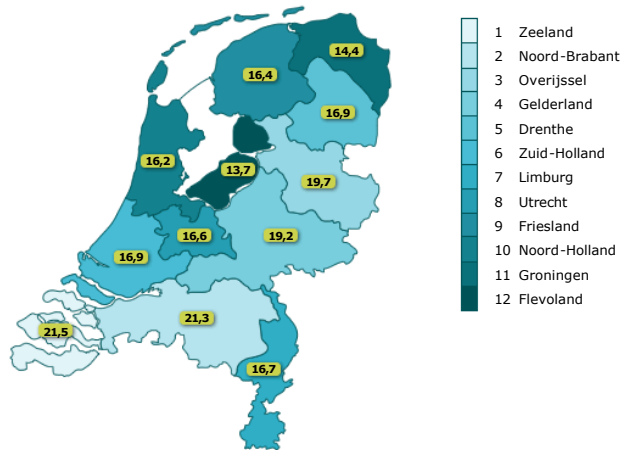 14,4
16,4
16,9
16,2
13,7
19,7
16,6
19,2
16,9
21,3
21,5
16,7
1 Zeeland
2 Noord-Brabant
3 Overijssel
4 Gelderland
5 Drenthe
6 Zuid-Holland
7 Limburg
8 Utrecht
9 Friesland
10 Noord-Holland
11 Groningen
12 Flevoland